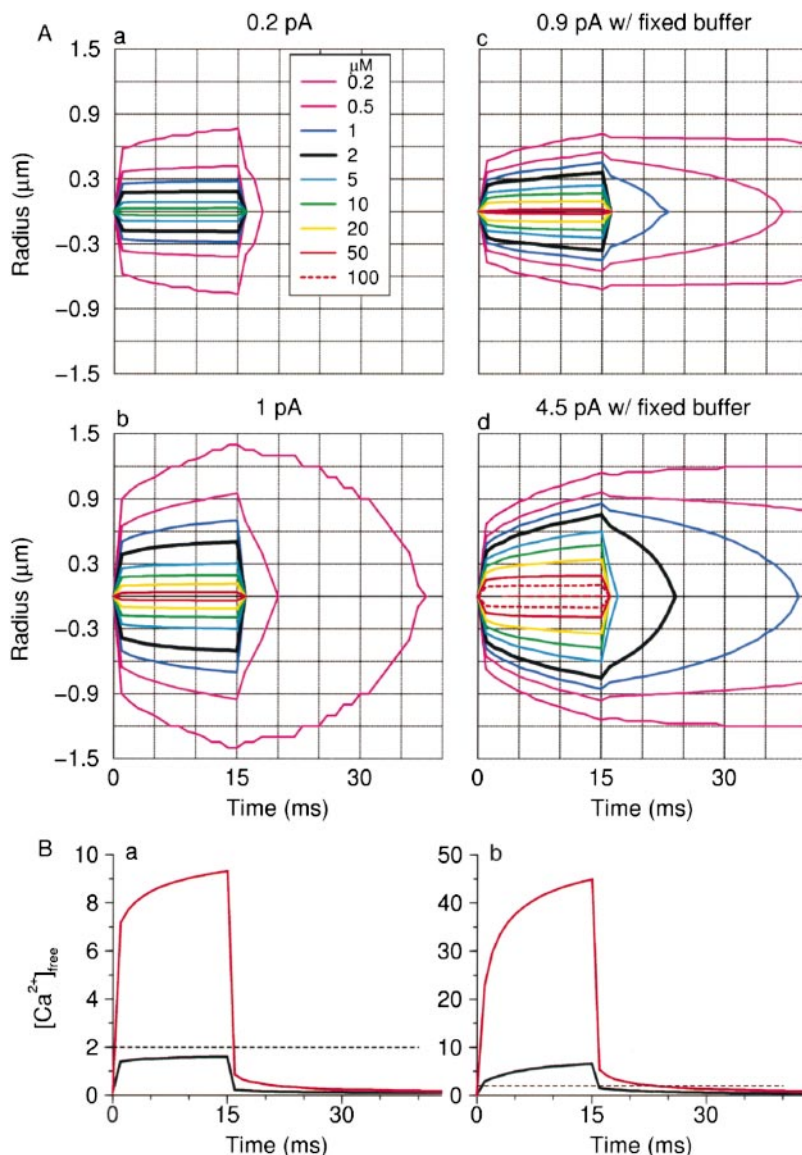 A
a
0.2 pA
1.5
0.9
0.3
−0.3
−0.9
−1.5
Radius (μm)
μM
0.2
0.5
1
2
5
10
20
50
100
c
0.9 pA w/ fixed buffer
b
1 pA
1.5
0.9
0.3
−0.3
−0.9
−1.5
Radius (μm)
0
15
30
Time (ms)
d
4.5 pA w/ fixed buffer
0
15
30
Time (ms)
B
a
10
8
6
4
2
0
[Ca²⁺]free
0
15
30
Time (ms)
b
50
40
30
20
10
0
0
15
30
Time (ms)